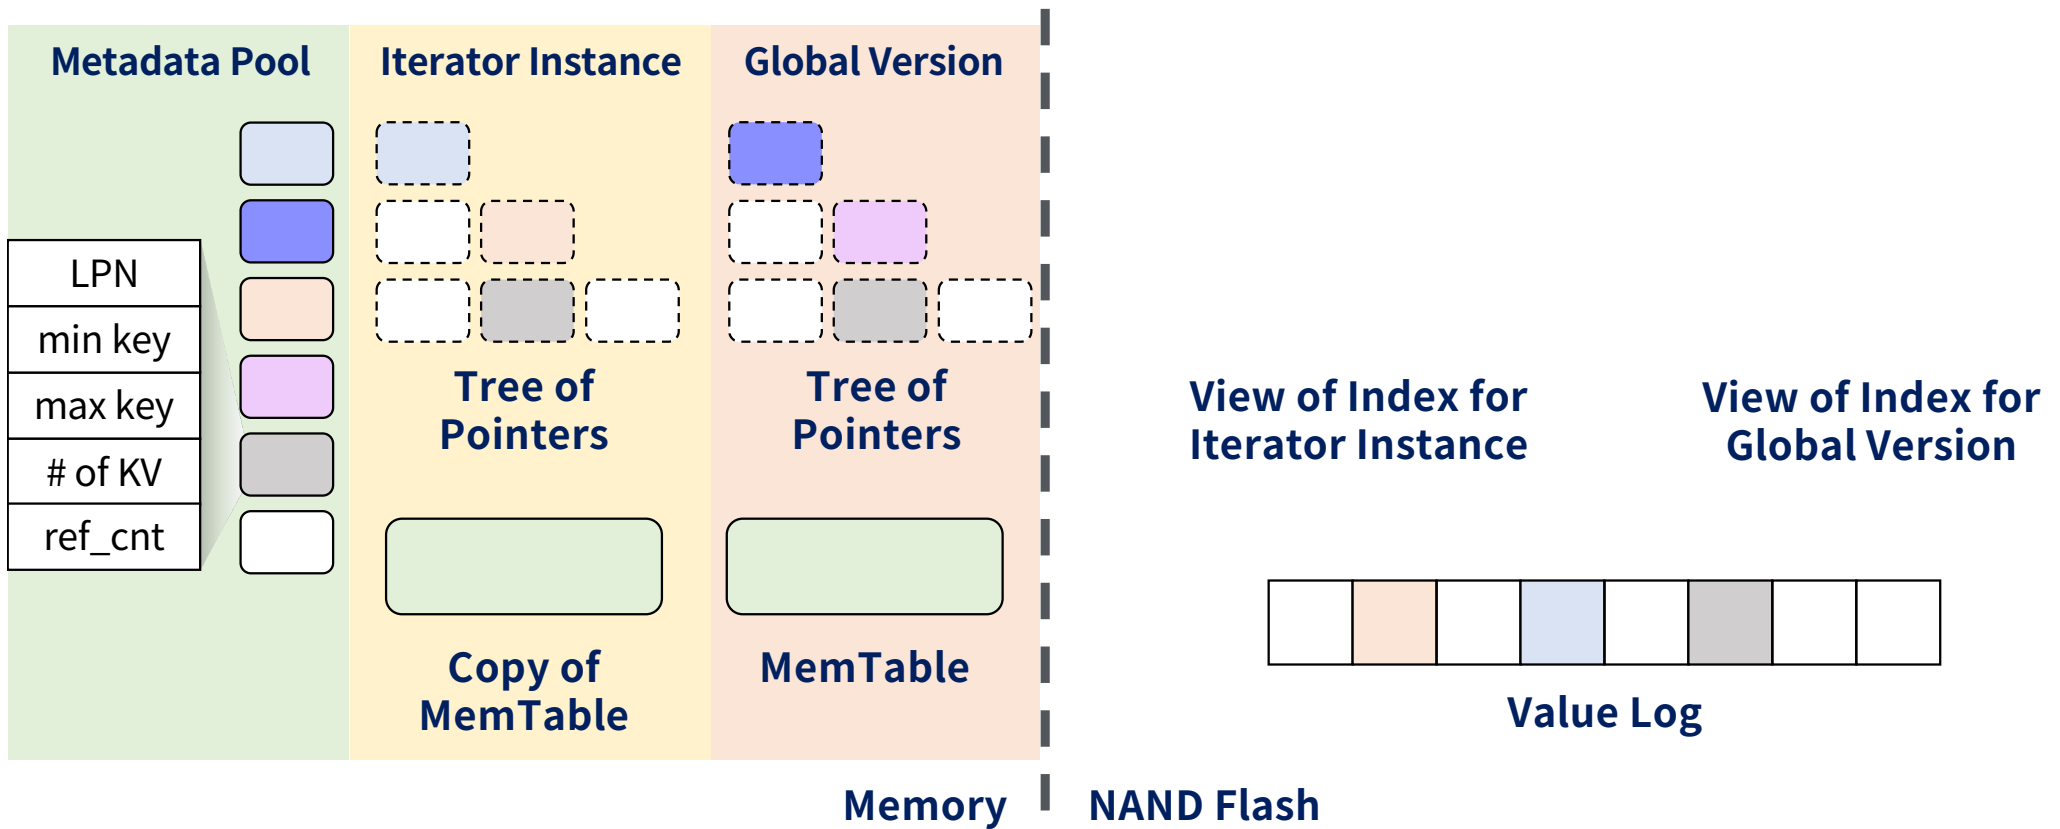 Metadata Pool
Iterator Instance
Global Version
LPN
min key
max key
# of KV
ref_cnt
Tree of
Pointers
Tree of
Pointers
Copy of
MemTable
MemTable
View of Index for
Iterator Instance
View of Index for
Global Version
Value Log
Memory
NAND Flash